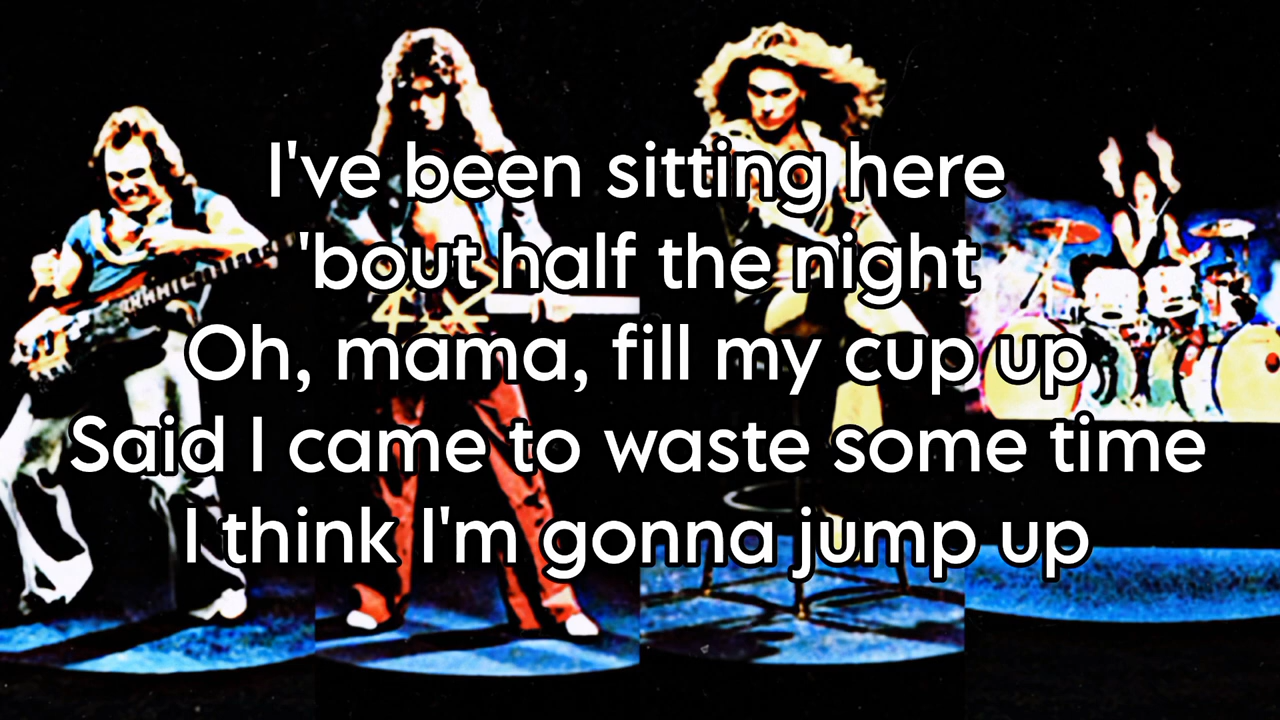 I've been sitting here
'bout half the night
Oh, mama, fill my cup up
Said I came to waste some time
I think I'm gonna jump up